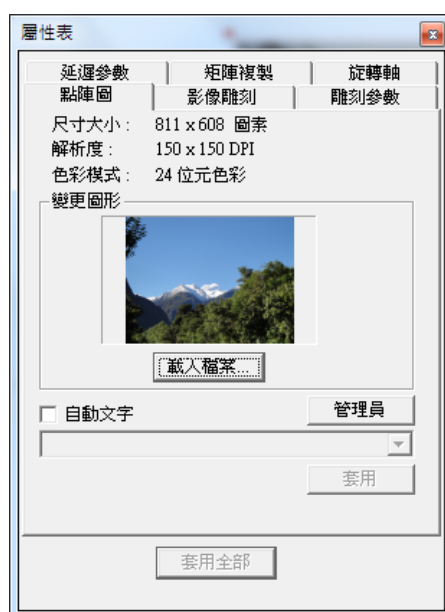 屬性表
延遲參數 矩陣複製 旋轉軸
點陣圖 影像雕刻 雕刻參數
尺寸大小： 811 x 608 圖素
解析度： 150 x 150 DPI
色彩模式： 24 位元色彩
變更圖形
載入檔案...
自動文字 管理員
套用
套用全部